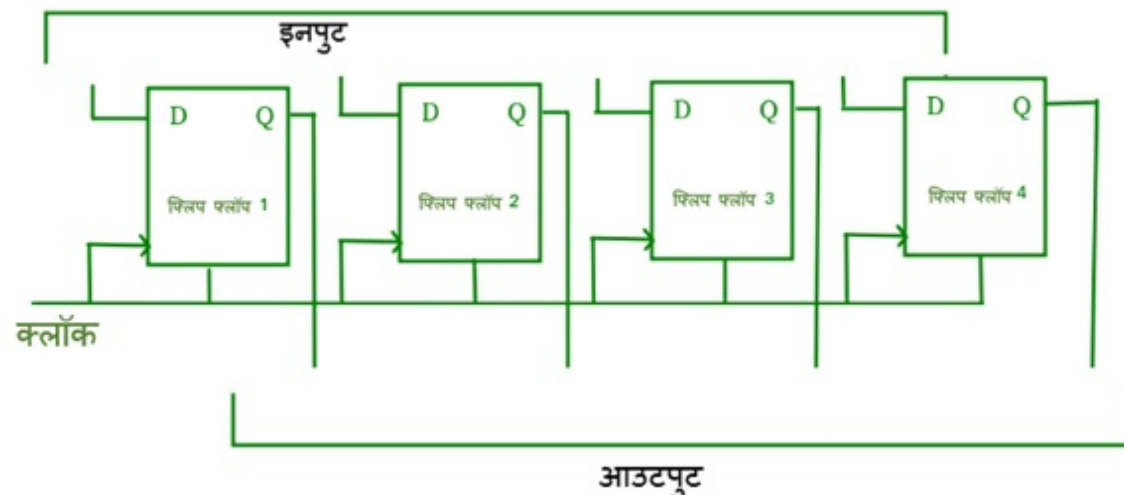 इनपुट
D Q
फ्लिप फ्लॉप 1
D Q
फ्लिप फ्लॉप 2
D Q
फ्लिप फ्लॉप 3
D Q
फ्लिप फ्लॉप 4
क्लॉक
आउटपुट